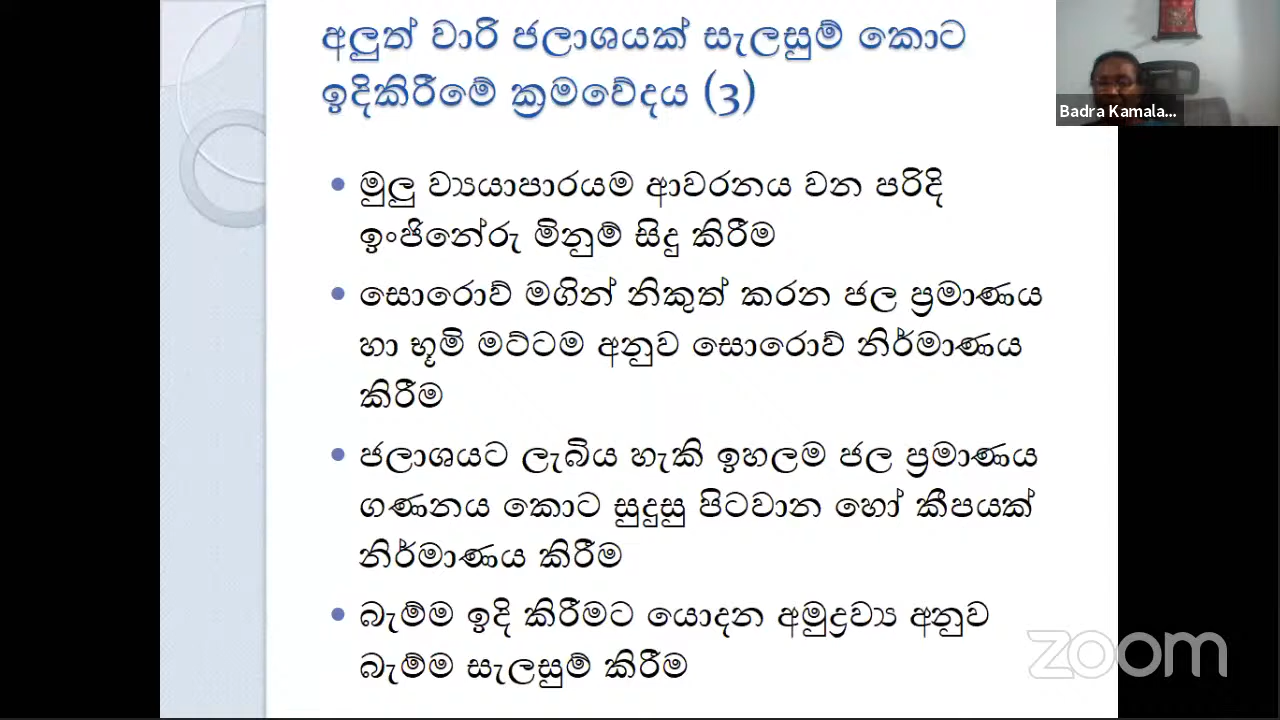 අලුත් වාරි ජලාශයක් සැලසුම් කොට
ඉදිකිරීමේ ක්‍රමවේදය (3)
Badra Kamala...
• මුලු ව්‍යයාපාරයම ආවරනය වන පරිදි
ඉංජිනේරු මිනුම් සිදු කිරීම
• සොරොව් මගින් නිකුත් කරන ජල ප්‍රමාණය
හා භූමි මට්ටම අනුව සොරොව් නිර්මාණය
කිරීම
• ජලාශයට ලැබිය හැකි ඉහලම ජල ප්‍රමාණය
ගණනය කොට සුදුසු පිටවාන හෝ කීපයක්
නිර්මාණය කිරීම
• බැම්ම ඉදි කිරීමට යොදන අමුද්‍රව්‍ය අනුව
බැම්ම සැලසුම් කිරීම
zoom